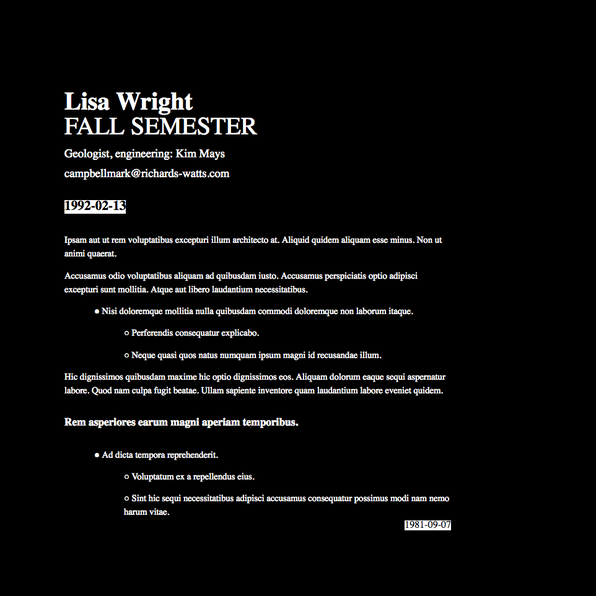 Lisa Wright
FALL SEMESTER
Geologist, engineering: Kim Mays
campbellmark@richards-watts.com
1992-02-13
Ipsam aut ut rem voluptatibus excepturi illum architecto at. Aliquid quidem aliquam esse minus. Non ut
animi quaerat.
Accusamus odio voluptatibus aliquam ad quibusdam iusto. Accusamus perspiciatis optio adipisci
excepturi sunt mollitia. Atque aut libero laudantium necessitatibus.
● Nisi doloremque mollitia nulla quibusdam commodi doloremque non laborum itaque.
○ Perferendis consequatur explicabo.
○ Neque quasi quos natus numquam ipsum magni id recusandae illum.
Hic dignissimos quibusdam maxime hic optio dignissimos eos. Aliquam dolorum eaque sequi aspernatur
labore. Quod nam culpa fugit beatae. Ullam sapiente inventore quam laudantium labore eveniet quidem.
Rem asperiores earum magni aperiam temporibus.
● Ad dicta tempora reprehenderit.
○ Voluptatum ex a repellendus eius.
○ Sint hic sequi necessitatibus adipisci accusamus consequatur possimus modi nam nemo
harum vitae.
1981-09-07